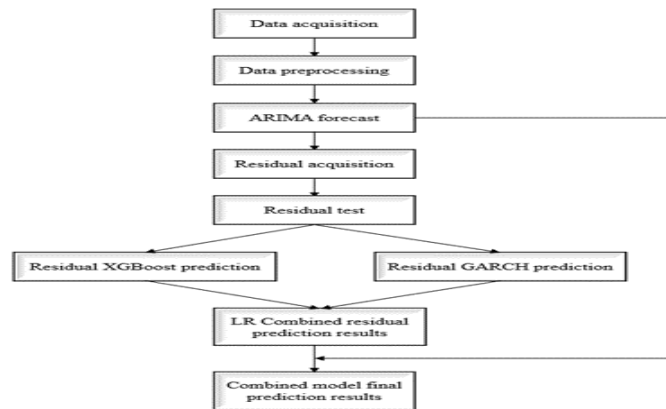 Data acquisition
Data preprocessing
ARIMA forecast
Residual acquisition
Residual test
Residual XGBoost prediction
Residual GARCH prediction
LR Combined residual
prediction results
Combined model final
prediction results